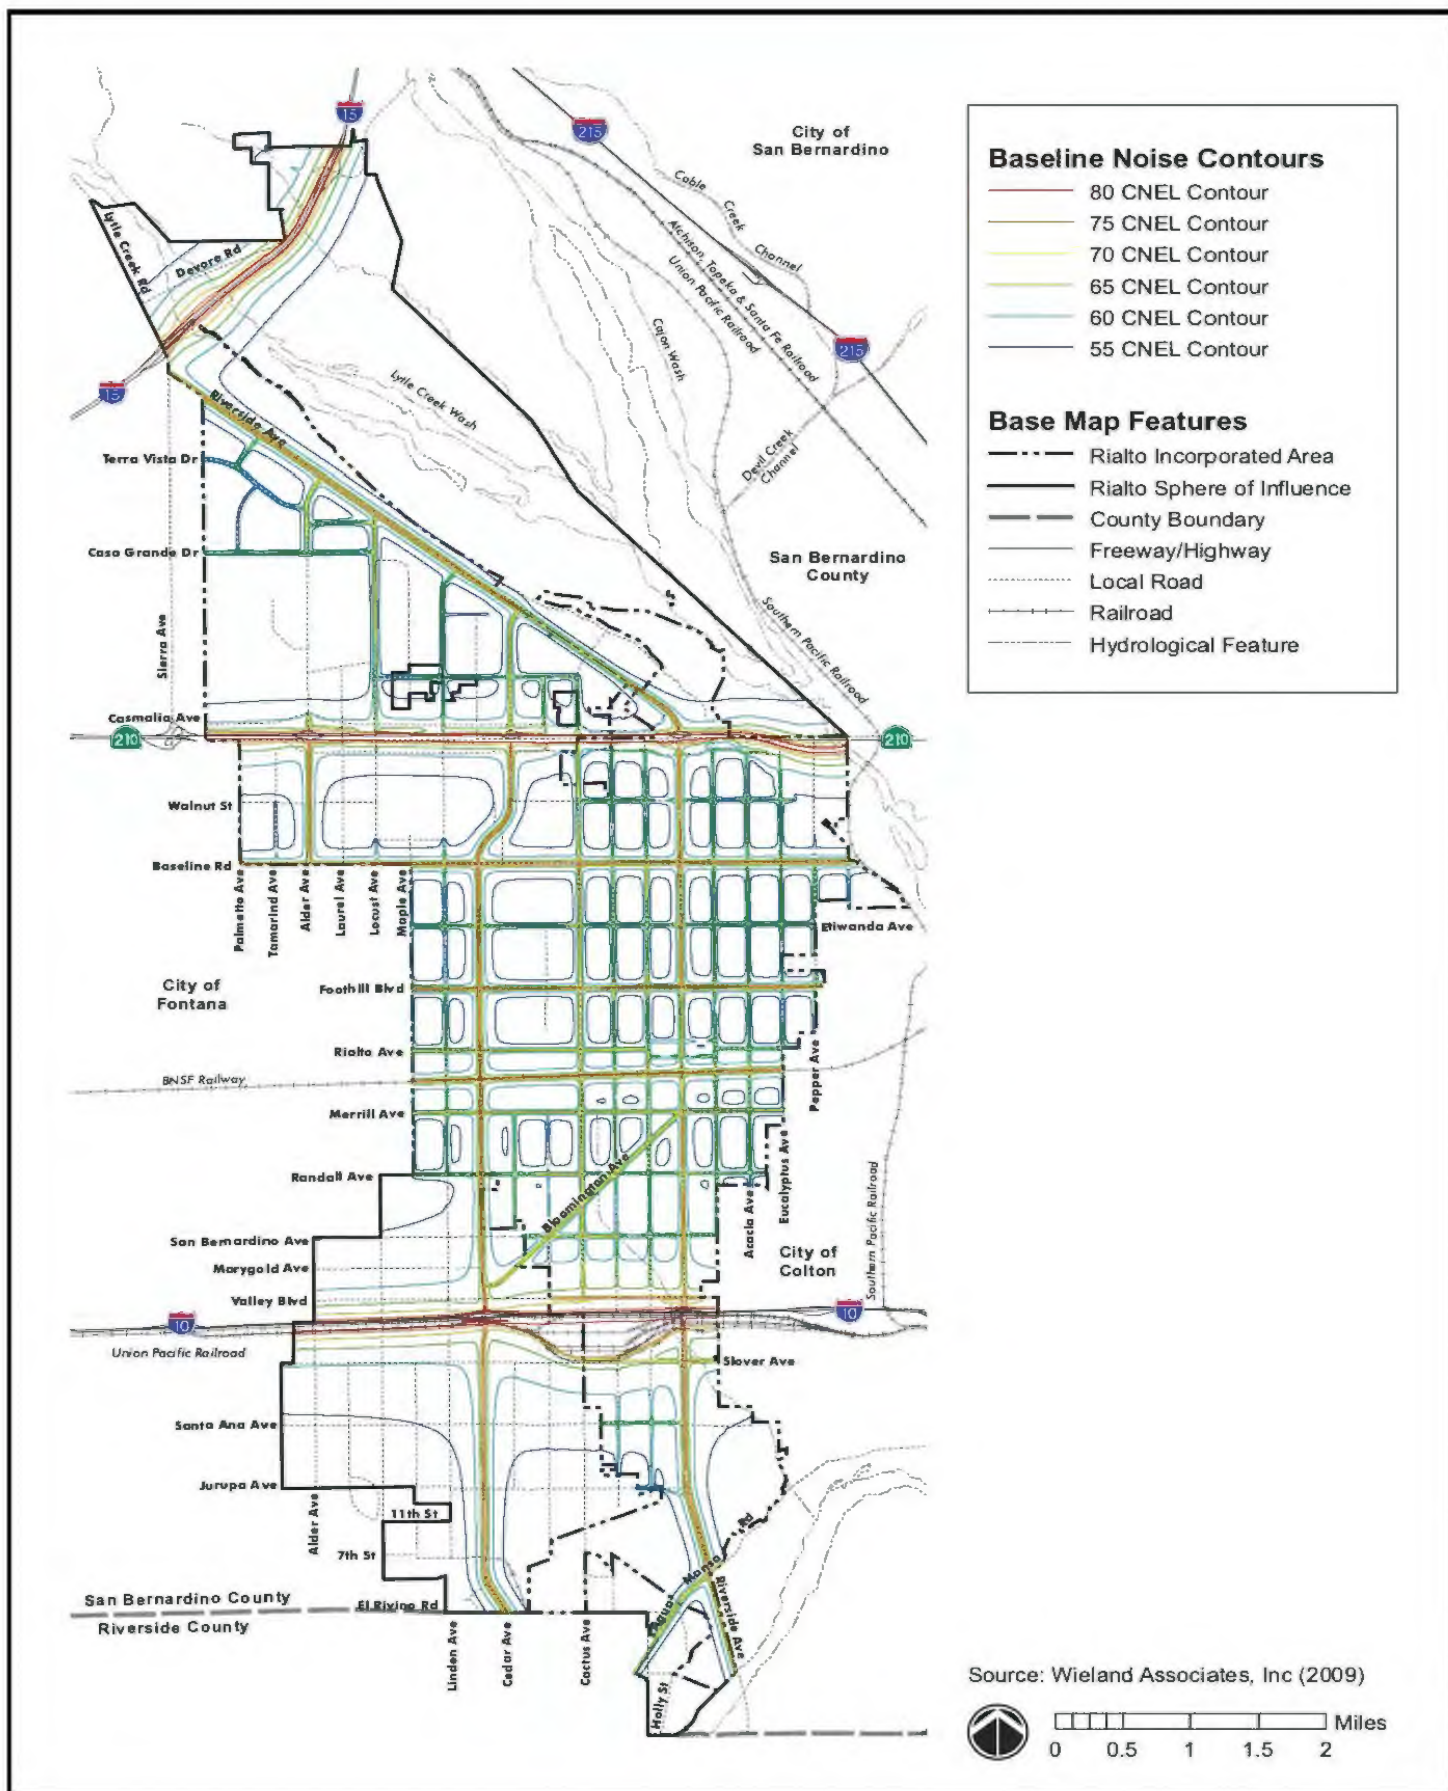 15
215
City of
San Bernardino
Cable
Creek
Channel
Atchison, Topeka & Santa Fe Railroad
Union Pacific Railroad
Lytle Creek Rd
Devore Rd
Cajon Wash
215
15
Lytle Creek Wash
Riverside Ave
Devil Creek
Channel
Terra Vista Dr
Casa Grande Dr
San Bernardino
County
Sierra Ave
Southern Pacific Railroad
Casmalia Ave
210
210
Walnut St
Baseline Rd
Palmetto Ave
Tamarind Ave
Alder Ave
Laurel Ave
Locust Ave
Maple Ave
Etiwanda Ave
City of
Fontana
Foothill Blvd
Rialto Ave
BNSF Railway
Pepper Ave
Merrill Ave
Eucalyptus Ave
Randall Ave
Bloomington Ave
Acacia Ave
Southern Pacific Railroad
San Bernardino Ave
City of
Colton
Marygold Ave
Valley Blvd
10
10
Union Pacific Railroad
Slover Ave
Santa Ana Ave
Jurupa Ave
Alder Ave
11th St
7th St
Agua Mansa Rd
Riverside Ave
San Bernardino County
El Rivino Rd
Riverside County
Linden Ave
Cedar Ave
Cactus Ave
Holly St
Baseline Noise Contours
80 CNEL Contour
75 CNEL Contour
70 CNEL Contour
65 CNEL Contour
60 CNEL Contour
55 CNEL Contour
Base Map Features
Rialto Incorporated Area
Rialto Sphere of Influence
County Boundary
Freeway/Highway
Local Road
Railroad
Hydrological Feature
Source: Wieland Associates, Inc (2009)
Miles
0 0.5 1 1.5 2